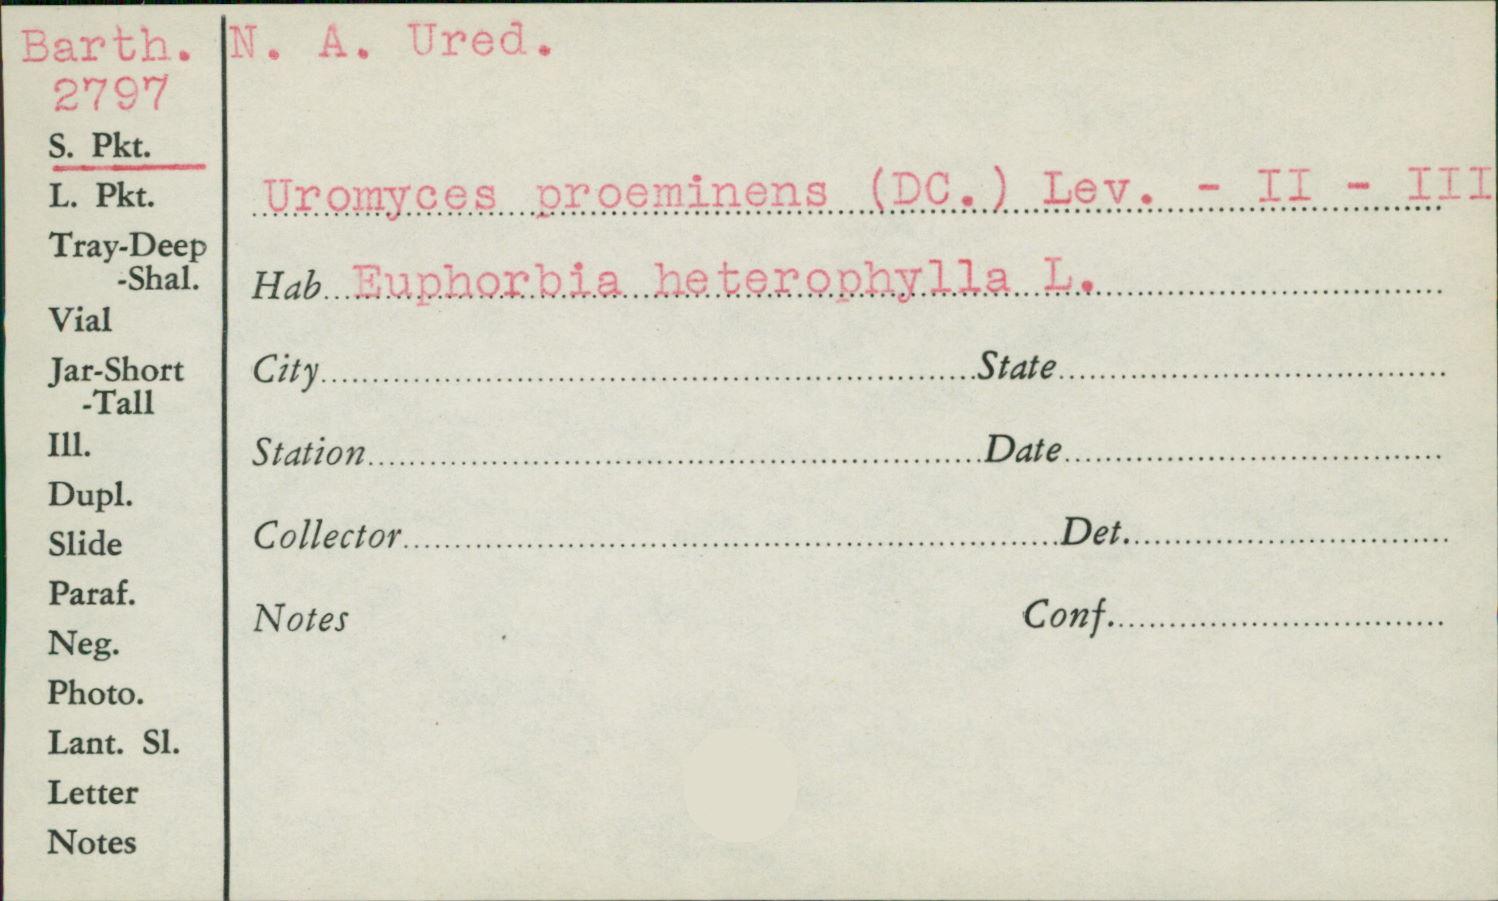 Barth. N. A. Ured.
2797
S. Pkt.
L. Pkt.
Tray-Deep
-Shal.
Vial
Jar-Short
-Tall
Ill.
Dupl.
Slide
Paraf.
Neg.
Photo.
Lant. Sl.
Letter
Notes
Uromyces proeminens (DC.) Lev. - II - III
Hab. Euphorbia heterophylla L.
City State
Station Date
Collector Det.
Notes Conf.